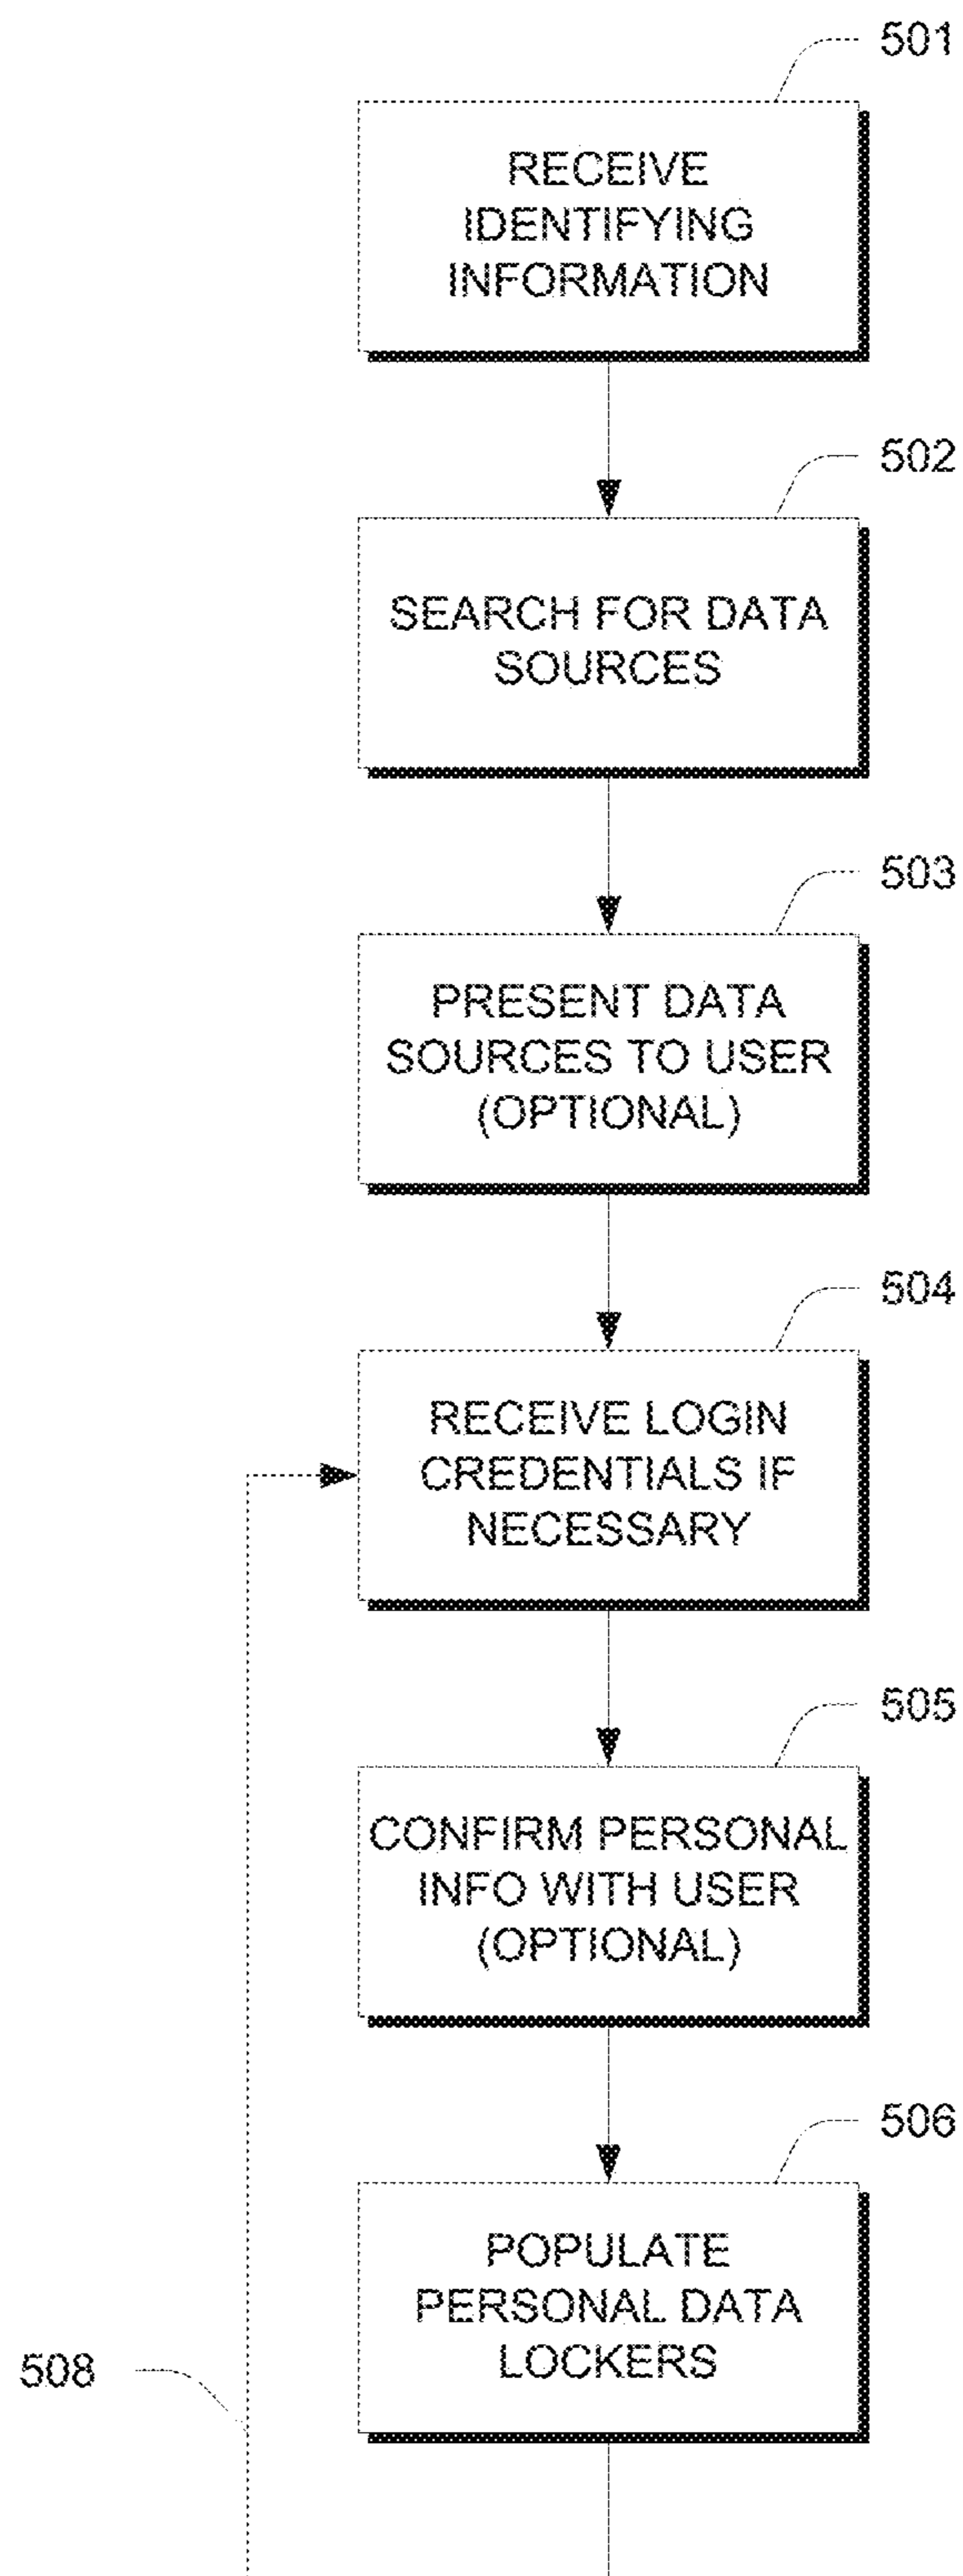 501
RECEIVE
IDENTIFYING
INFORMATION
502
SEARCH FOR DATA
SOURCES
503
PRESENT DATA
SOURCES TO USER
(OPTIONAL)
504
RECEIVE LOGIN
CREDENTIALS IF
NECESSARY
505
CONFIRM PERSONAL
INFO WITH USER
(OPTIONAL)
506
POPULATE
PERSONAL DATA
LOCKERS
508